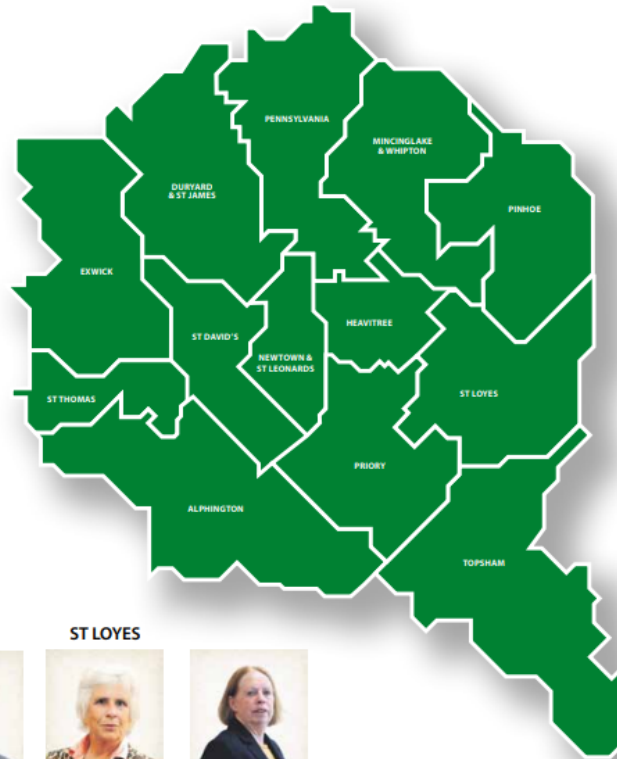 PENNSYLVANIA
MINCINGLAKE
& WHIPTON
DURYARD
& ST JAMES
PINHOE
EXWICK
HEAVITREE
ST DAVID'S
NEWTOWN &
ST LEONARDS
ST LOYES
ST THOMAS
PRIORY
ALPHINGTON
TOPSHAM
ST LOYES